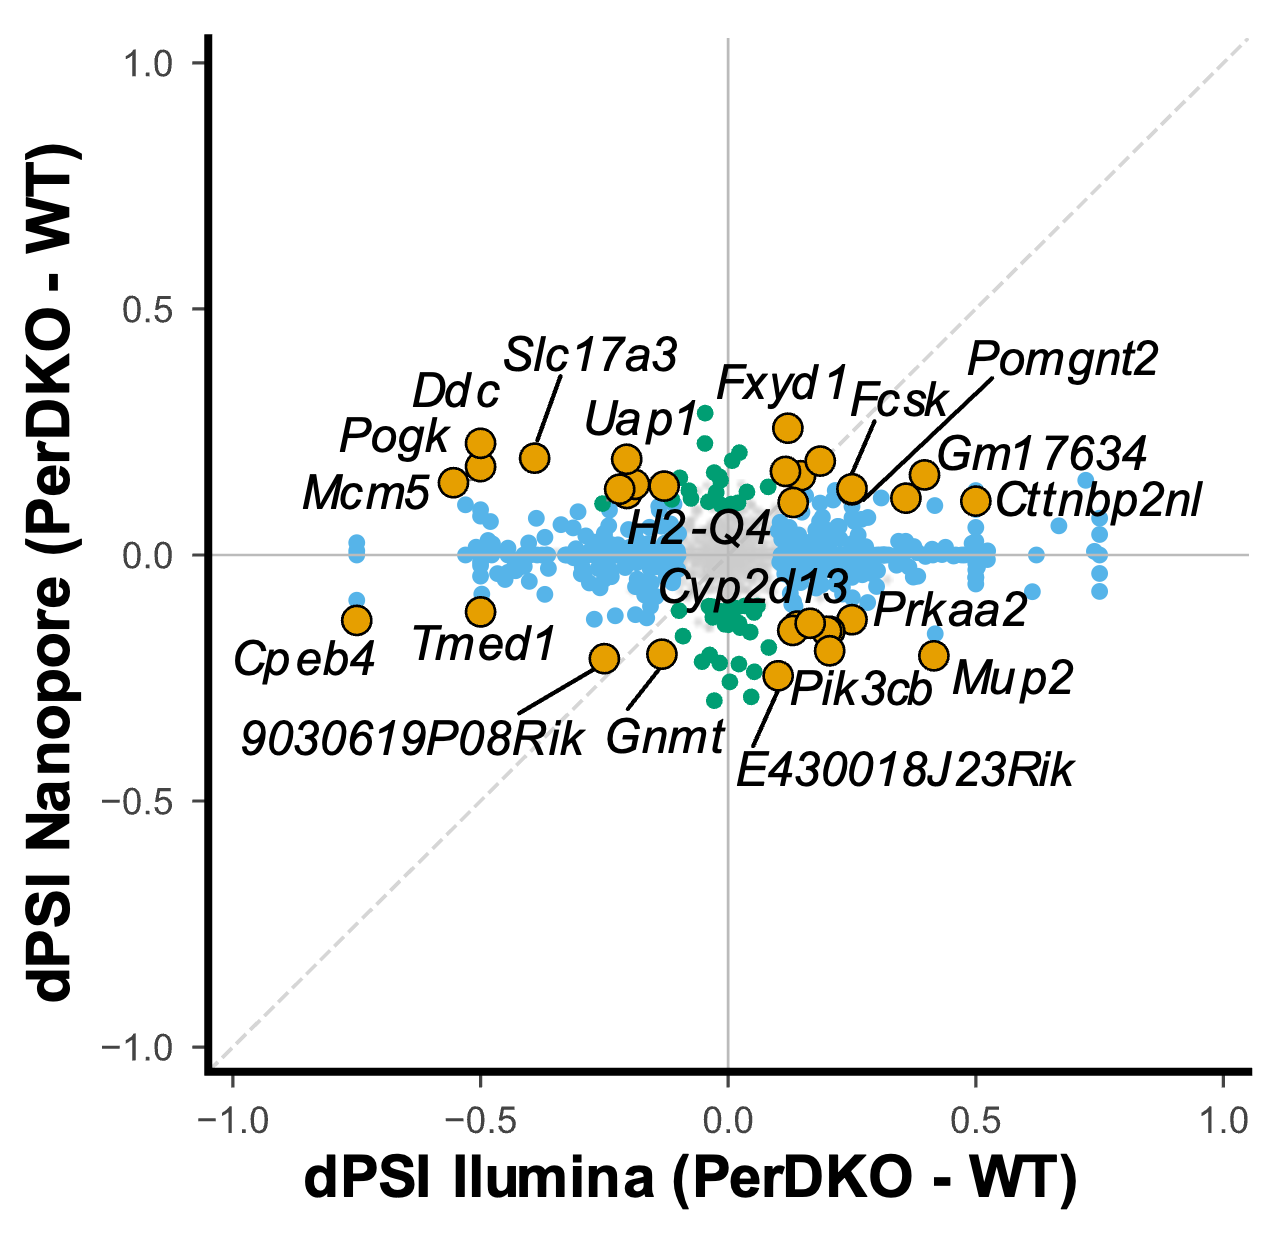 1.0
0.5
0.0
−0.5
−1.0
dPSI Nanopore (PerDKO - WT)
Slc17a3
Pomgnt2
Ddc
Fxyd1
Fcsk
Uap1
Pogk
Gm17634
Mcm5
Cttnbp2nl
H2-Q4
Cyp2d13
Prkaa2
Cpeb4
Tmed1
Pik3cb
Mup2
9030619P08Rik
Gnmt
E430018J23Rik
−1.0
−0.5
0.0
0.5
1.0
dPSI Ilumina (PerDKO - WT)